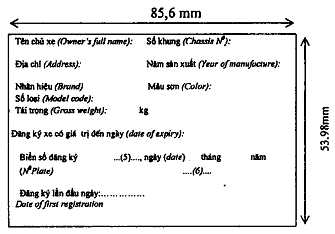 85,6 mm
Tên chủ xe (Owner's full name): Số khung (Chassis Nº):
Địa chỉ (Address): Năm sản xuất (Year of manufacture):
Nhãn hiệu (Brand) Màu sơn (Color):
Số loại (Model code):
Tải trọng (Gross weight): kg
Đăng ký xe có giá trị đến ngày (date of expiry):
Biển số đăng ký ...(5)...., ngày (date) tháng năm
(NºPlate) ....(6)....
Đăng ký lần đầu ngày:...............
Date of first registration
53,98mm